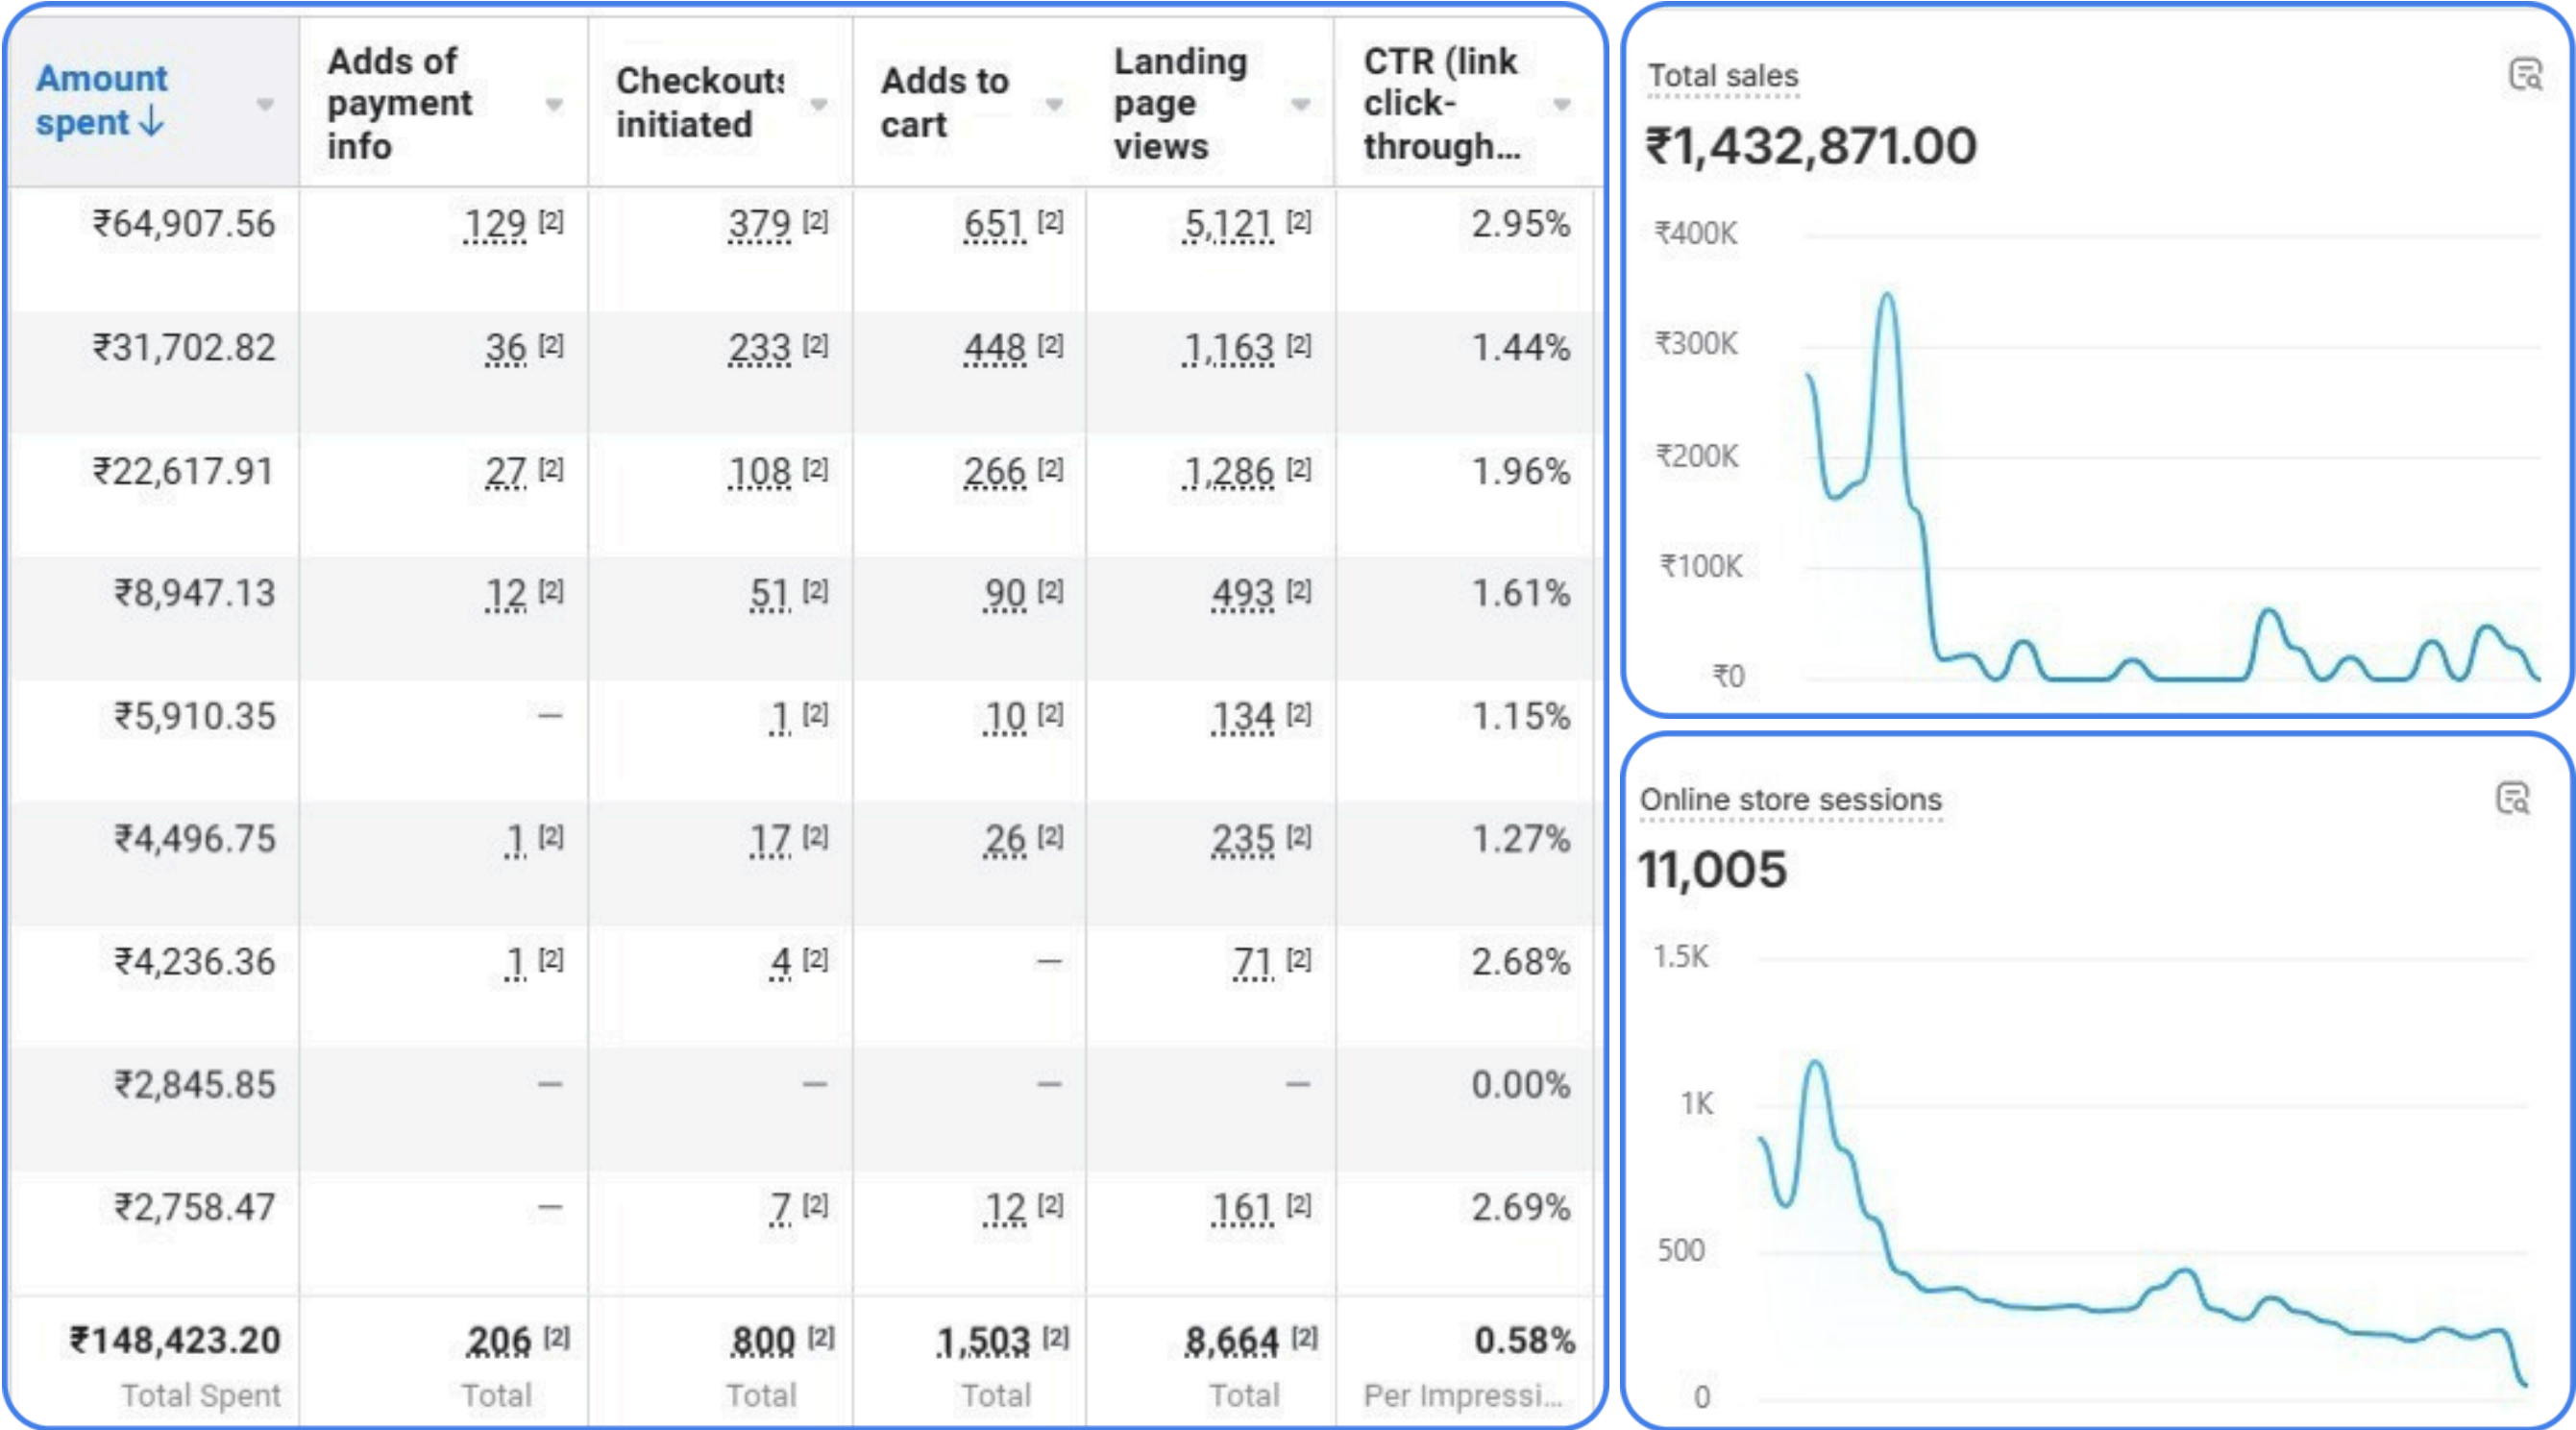 Amount spent ↓
Adds of payment info
Checkouts initiated
Adds to cart
Landing page views
CTR (link click-through...
₹64,907.56 129 [2] 379 [2] 651 [2] 5,121 [2] 2.95%
₹31,702.82 36 [2] 233 [2] 448 [2] 1,163 [2] 1.44%
₹22,617.91 27 [2] 108 [2] 266 [2] 1,286 [2] 1.96%
₹8,947.13 12 [2] 51 [2] 90 [2] 493 [2] 1.61%
₹5,910.35 — 1 [2] 10 [2] 134 [2] 1.15%
₹4,496.75 1 [2] 17 [2] 26 [2] 235 [2] 1.27%
₹4,236.36 1 [2] 4 [2] — 71 [2] 2.68%
₹2,845.85 — — — — 0.00%
₹2,758.47 — 7 [2] 12 [2] 161 [2] 2.69%
₹148,423.20 206 [2] 800 [2] 1,503 [2] 8,664 [2] 0.58%
Total Spent Total Total Total Total Per Impressi...
Total sales
₹1,432,871.00
₹400K
₹300K
₹200K
₹100K
₹0
Online store sessions
11,005
1.5K
1K
500
0